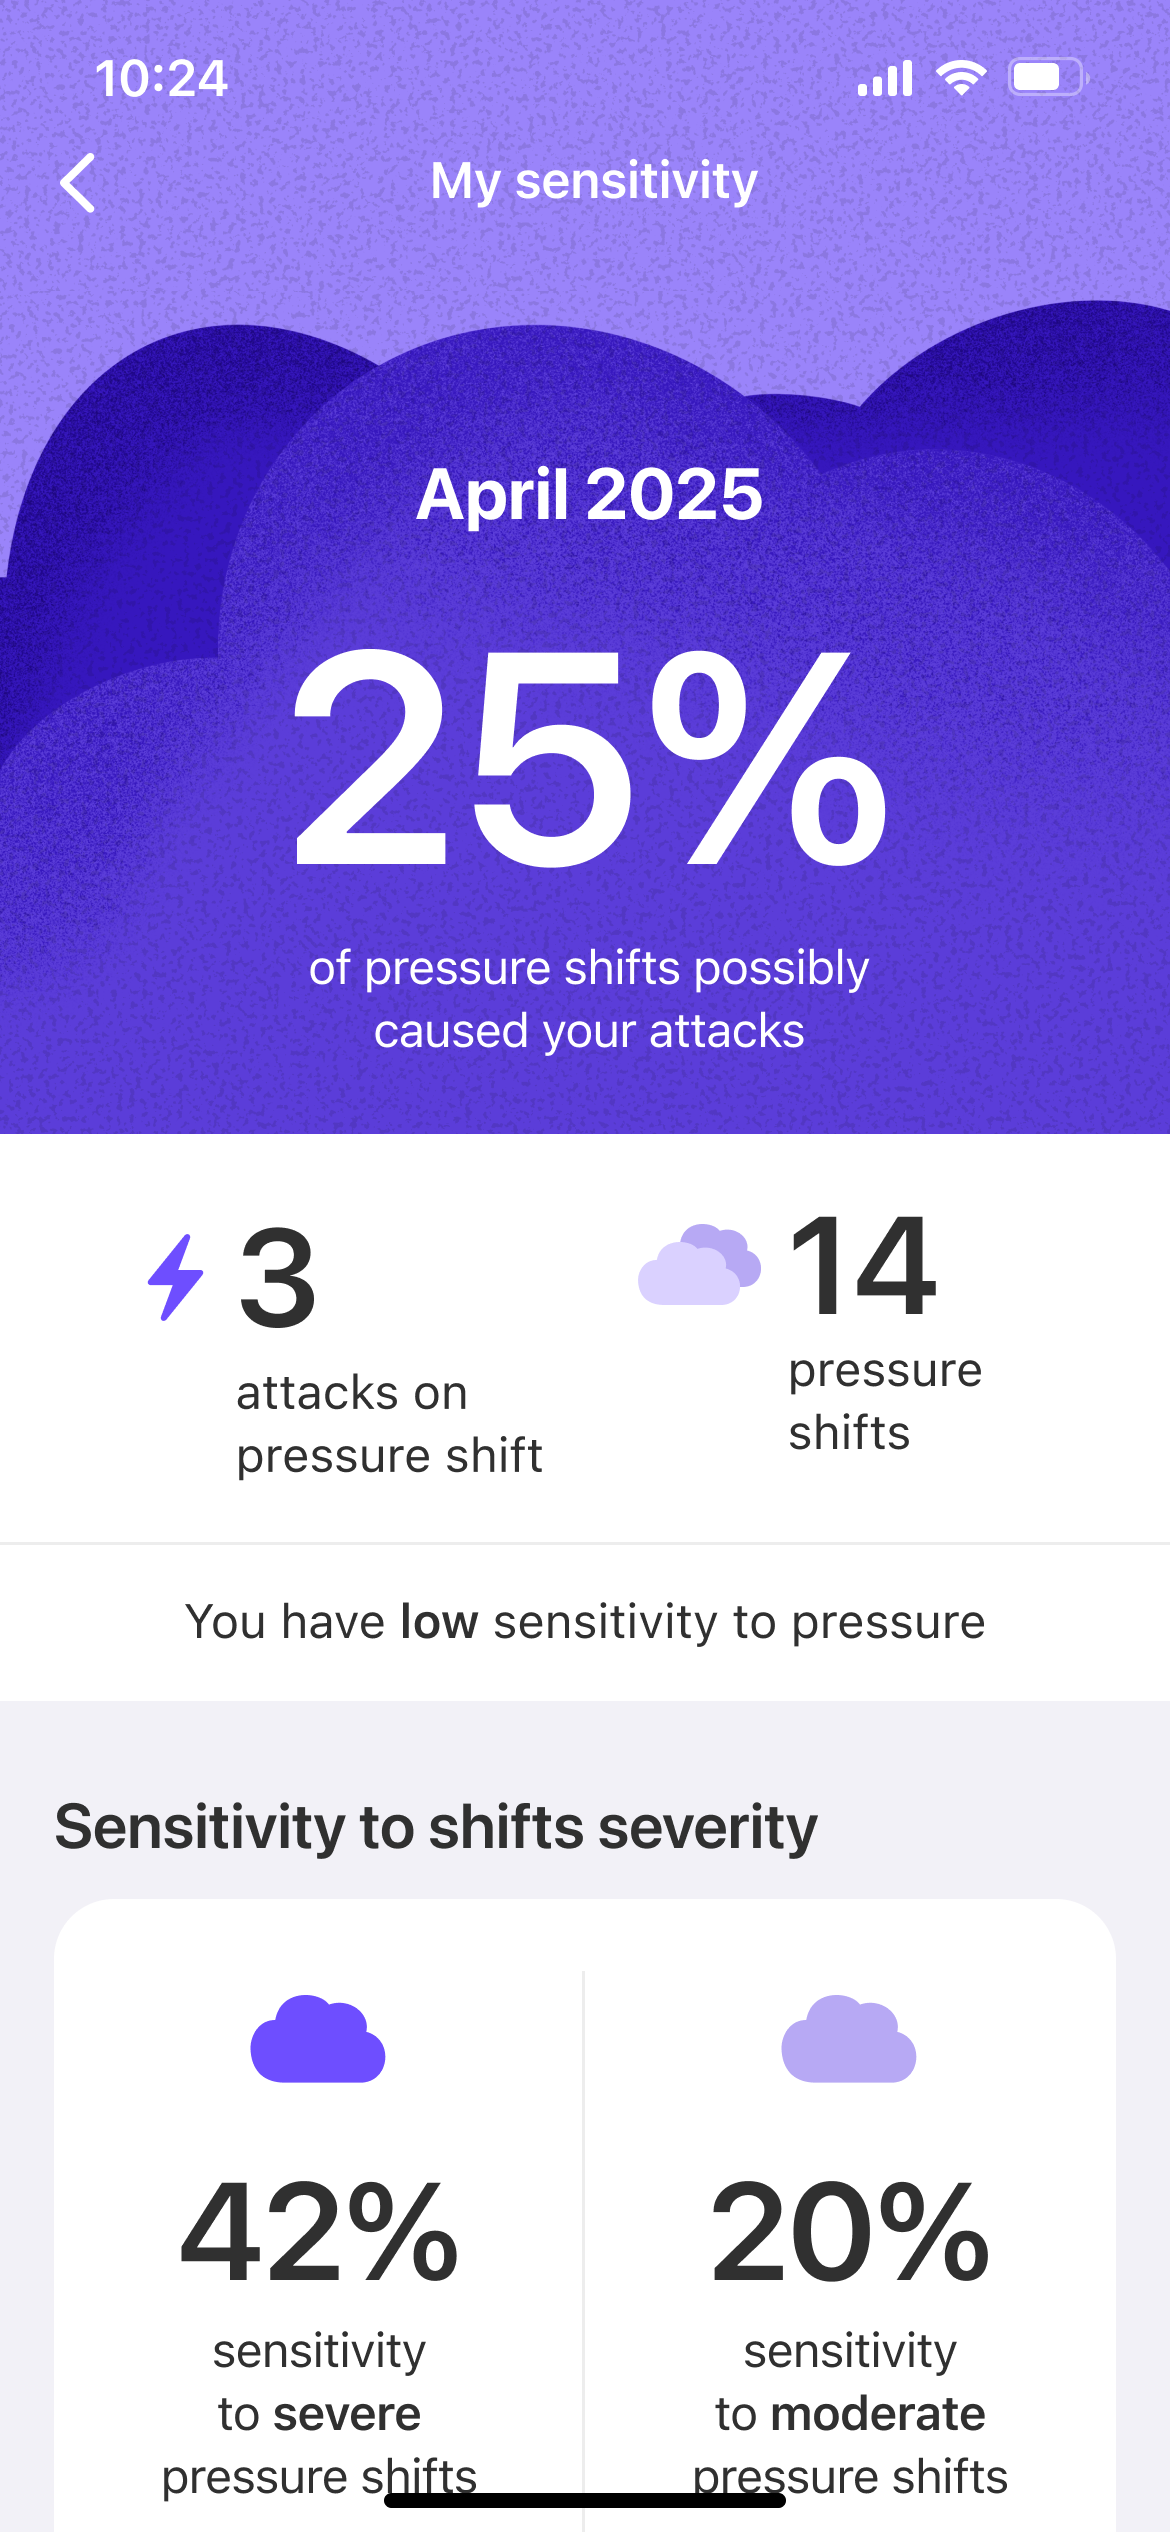 10:24
My sensitivity
April 2025
25%
of pressure shifts possibly
caused your attacks
3
attacks on
pressure shift
14
pressure
shifts
You have low sensitivity to pressure
Sensitivity to shifts severity
42%
sensitivity
to severe
pressure shifts
20%
sensitivity
to moderate
pressure shifts